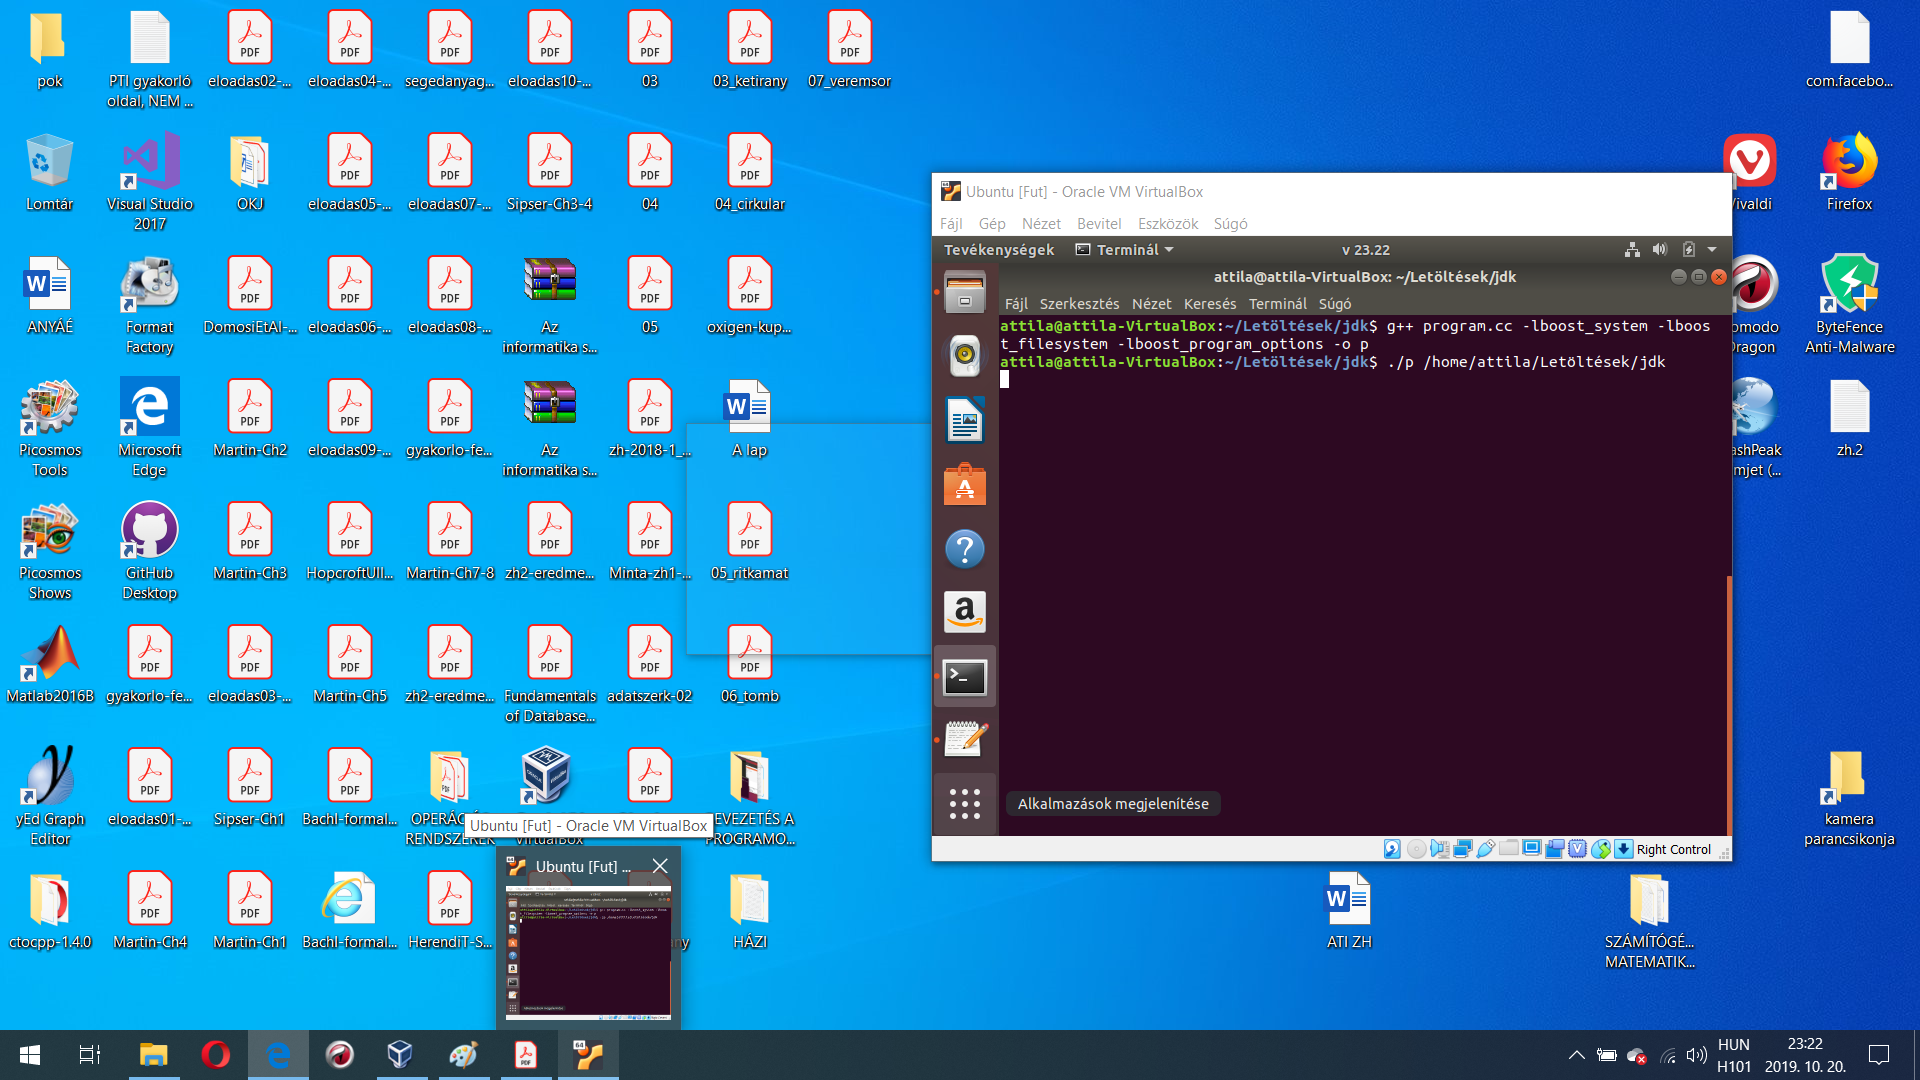 pok
PTI gyakorló
oldal, NEM ...
eloadas02-...
eloadas04-...
segedanyag...
eloadas10-...
03
03_ketirany
07_veremsor
com.facebo...
Lomtár
Visual Studio
2017
OKJ
eloadas05-...
eloadas07-...
Sipser-Ch3-4
04
04_cirkular
Vivaldi
Firefox
ANYÁÉ
Format
Factory
DomosiEtAl-...
eloadas06-...
eloadas08-...
Az
informatika s...
05
oxigen-kup...
omodo
Dragon
ByteFence
Anti-Malware
Picosmos
Tools
Microsoft
Edge
Martin-Ch2
eloadas09-...
gyakorlo-fe...
Az
informatika s...
zh-2018-1_...
A lap
ashPeak
mjet (...
zh.2
Picosmos
Shows
GitHub
Desktop
Martin-Ch3
HopcroftUll...
Martin-Ch7-8
zh2-eredme...
Minta-zh1-...
05_ritkamat
Matlab2016B
gyakorlo-fe...
eloadas03-...
Martin-Ch5
zh2-eredme...
Fundamentals
of Database...
adatszerk-02
06_tomb
yEd Graph
Editor
eloadas01-...
Sipser-Ch1
Bachl-formal...
OPERÁC
RENDSZEREK
VirtualBox
EVEZETÉS A
PROGRAMO...
kamera
parancsikonja
ctocpp-1.4.0
Martin-Ch4
Martin-Ch1
Bachl-formal...
HerendiT-S...
ny
HÁZI
ATI ZH
SZÁMÍTÓGÉ...
MATEMATIK...
Ubuntu [Fut] - Oracle VM VirtualBox
Fájl Gép Nézet Bevitel Eszközök Súgó
Tevékenységek Terminál v 23.22
attila@attila-VirtualBox: ~/Letöltések/jdk
Fájl Szerkesztés Nézet Keresés Terminál Súgó
attila@attila-VirtualBox:~/Letöltések/jdk$ g++ program.cc -lboost_system -lboos
t_filesystem -lboost_program_options -o p
attila@attila-VirtualBox:~/Letöltések/jdk$ ./p /home/attila/Letöltések/jdk
Alkalmazások megjelenítése
Right Control
Ubuntu [Fut] - Oracle VM VirtualBox
Ubuntu [Fut] ...
HUN
H101
23:22
2019. 10. 20.